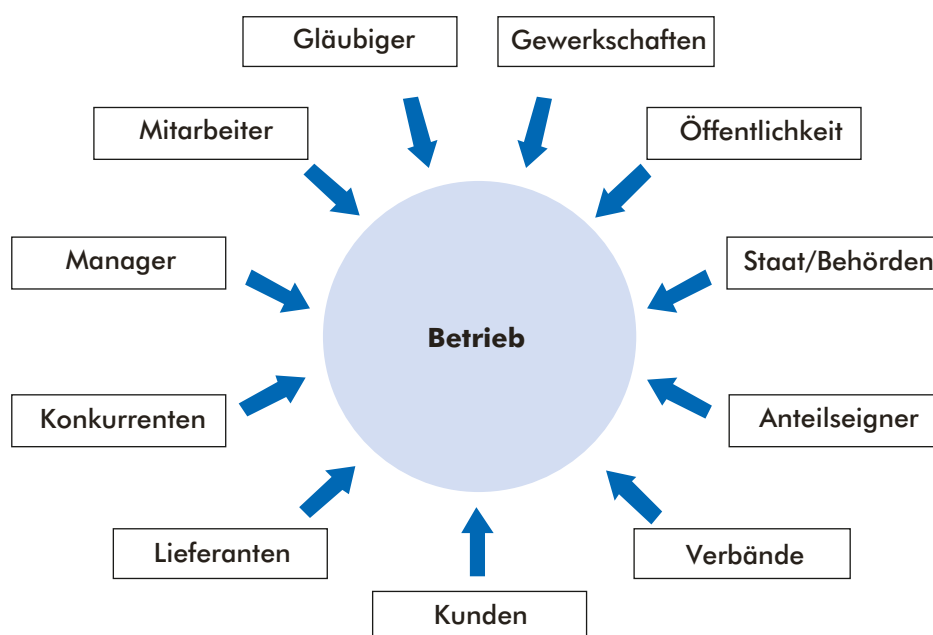 Gläubiger
Gewerkschaften
Mitarbeiter
Öffentlichkeit
Manager
Staat/Behörden
Betrieb
Konkurrenten
Anteilseigner
Lieferanten
Verbände
Kunden